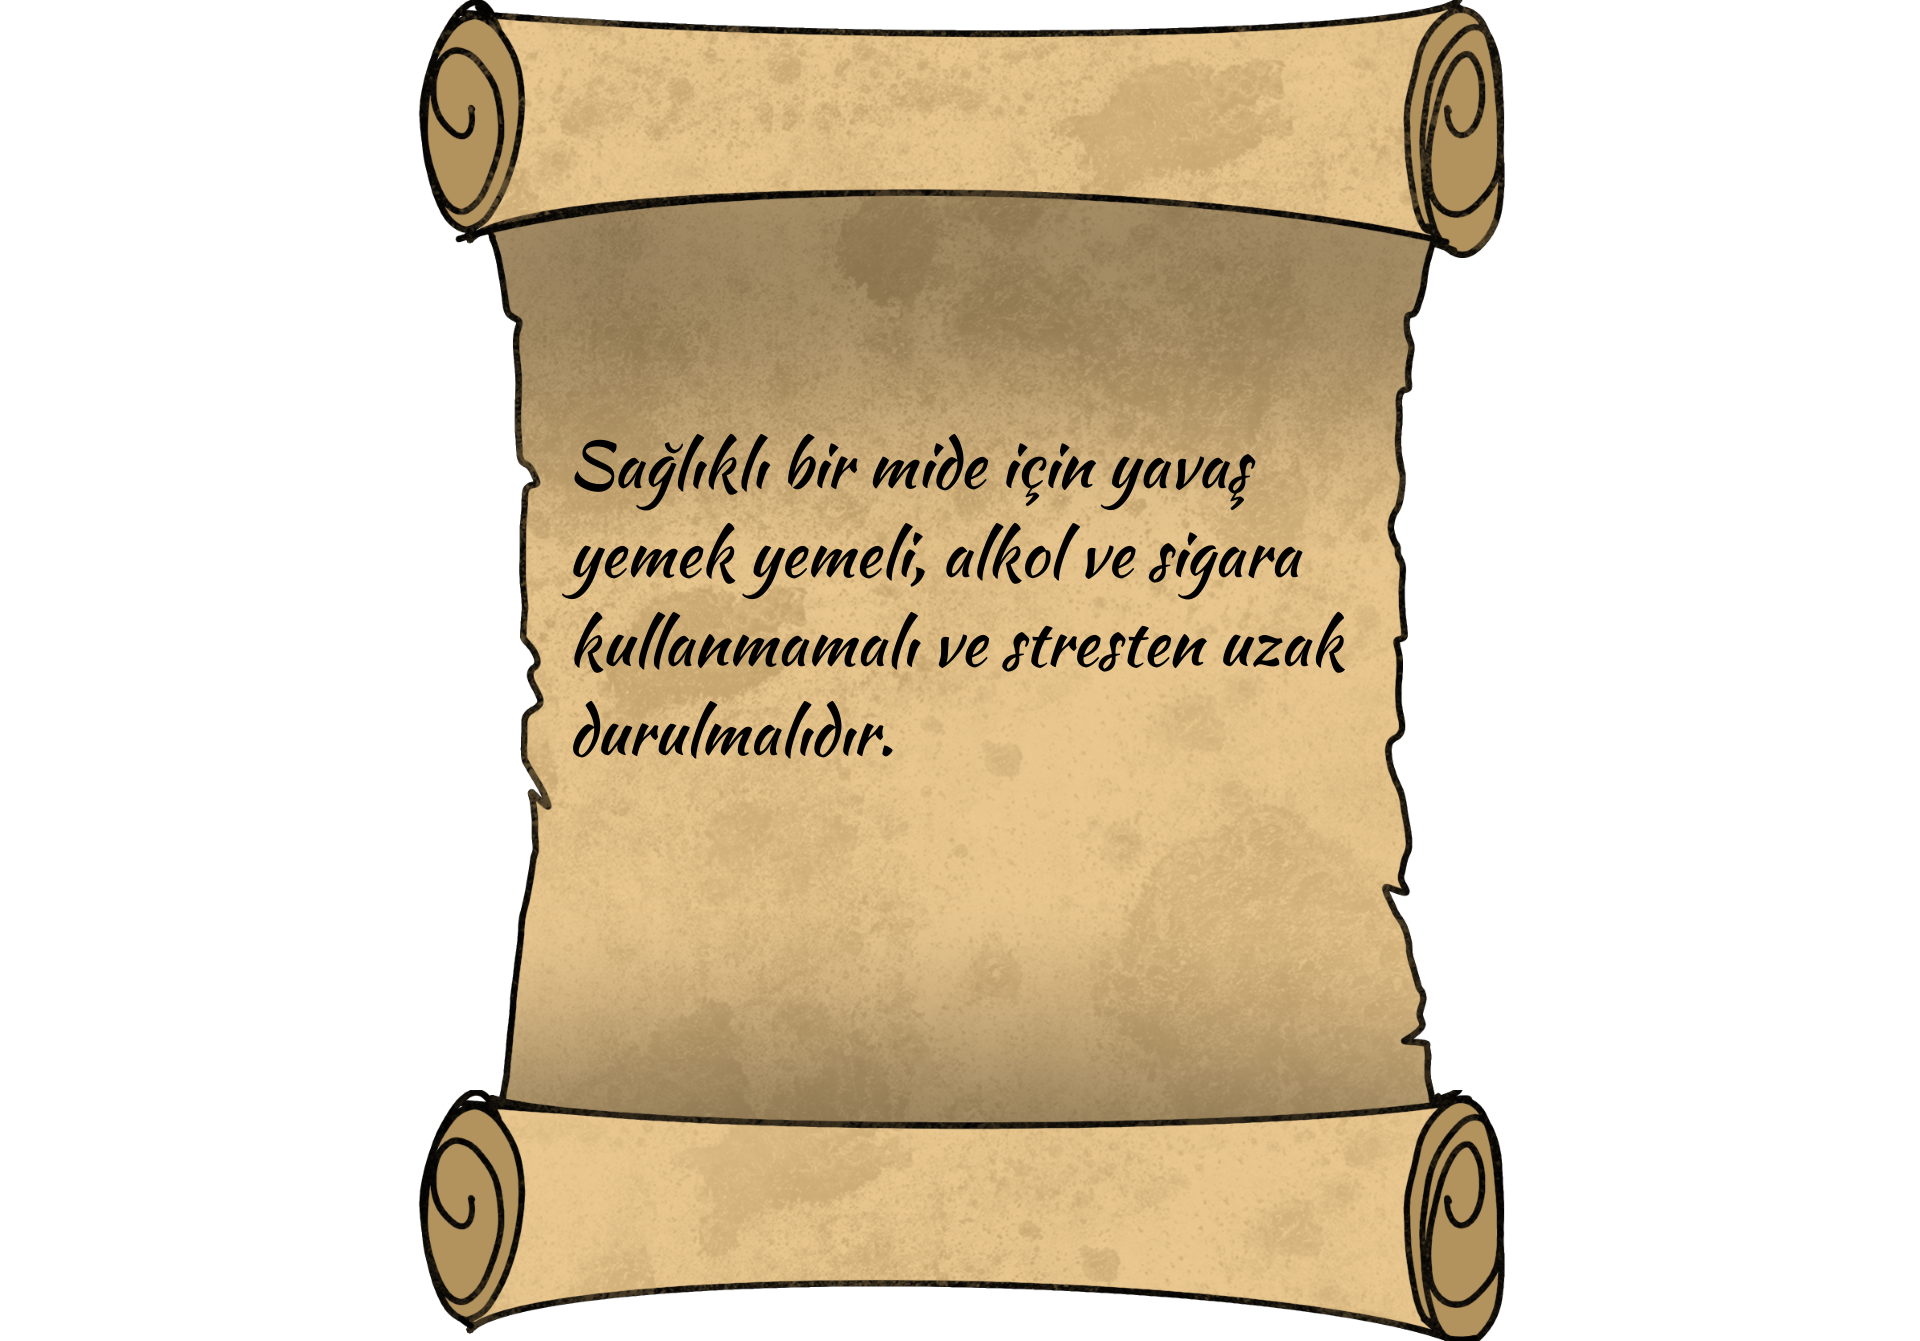 Sağlıklı bir mide için yavaş
yemek yemeli, alkol ve sigara
kullanmamalı ve stresten uzak
durulmalıdır.